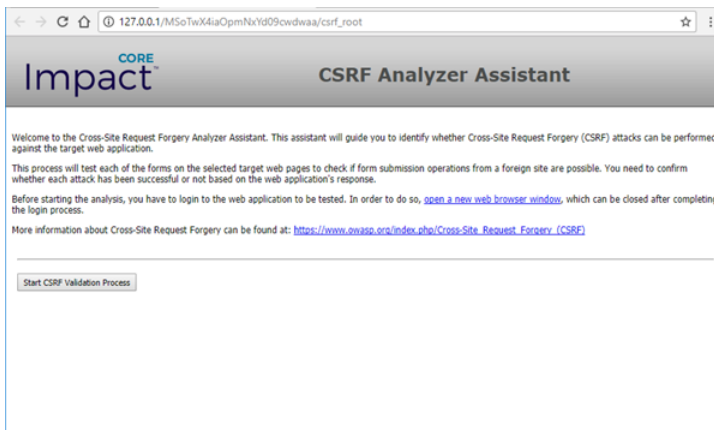 127.0.0.1/MSoTwX4iaOpmNxYd09cwdwaa/csrf_root
CORE
Impact™
CSRF Analyzer Assistant
Welcome to the Cross-Site Request Forgery Analyzer Assistant. This assistant will guide you to identify whether Cross-Site Request Forgery (CSRF) attacks can be performed
against the target web application.
This process will test each of the forms on the selected target web pages to check if form submission operations from a foreign site are possible. You need to confirm
whether each attack has been successful or not based on the web application's response.
Before starting the analysis, you have to login to the web application to be tested. In order to do so, open a new web browser window, which can be closed after completing
the login process.
More information about Cross-Site Request Forgery can be found at: https://www.owasp.org/index.php/Cross-Site_Request_Forgery_(CSRF)
Start CSRF Validation Process